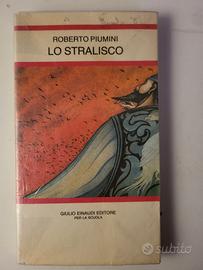 ROBERTO PIUMINI
LO STRALISCO
GIULIO EINAUDI EDITORE
PER LA SCUOLA
subito